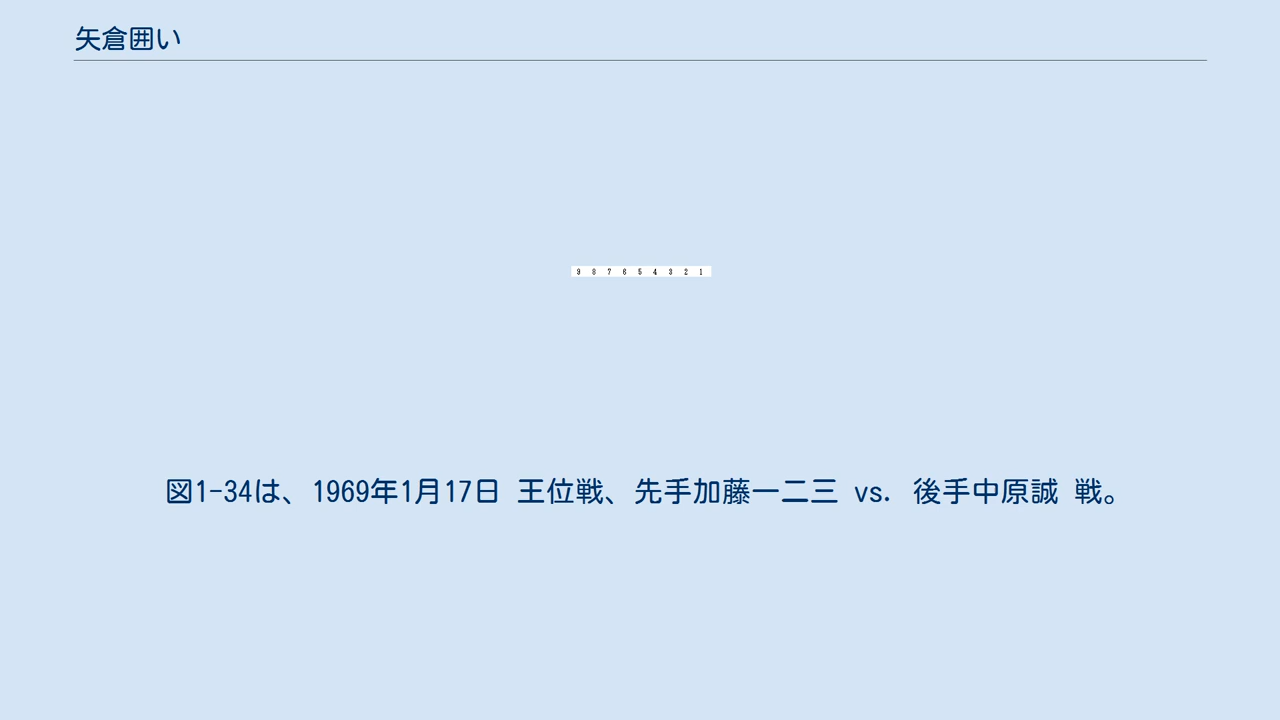 矢倉囲い
9 8 7 6 5 4 3 2 1
図1-34は、1969年1月17日 王位戦、先手加藤一二三 vs. 後手中原誠 戦。